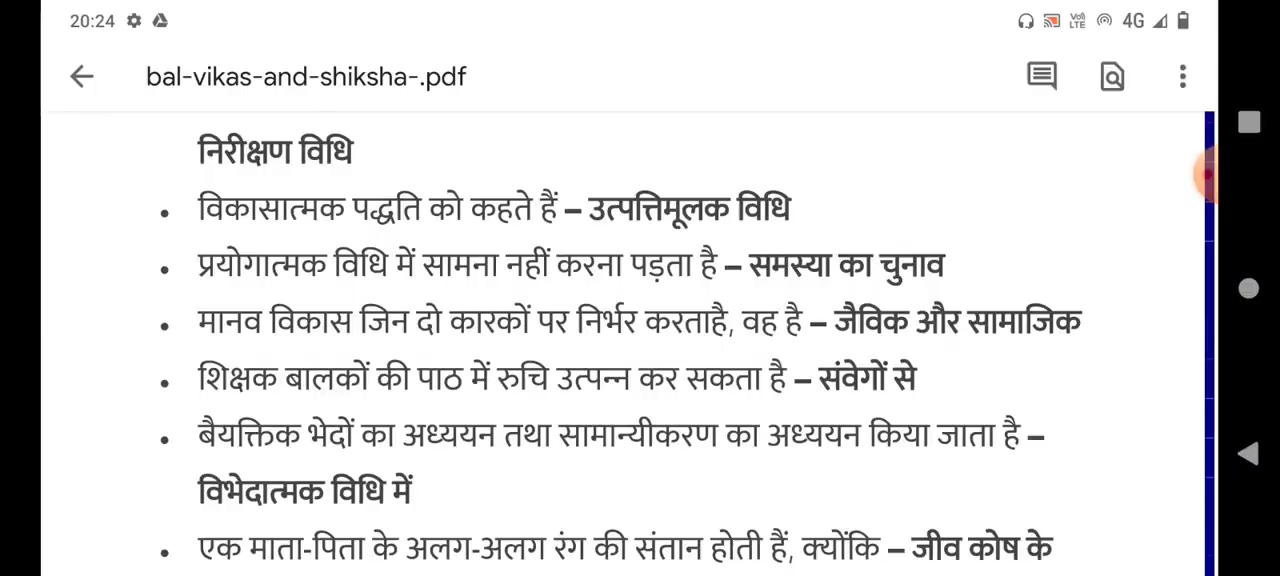 20:24 4G
VoD LTE
bal-vikas-and-shiksha-.pdf
निरीक्षण विधि
• विकासात्मक पद्धति को कहते हैं – उत्पत्तिमूलक विधि
• प्रयोगात्मक विधि में सामना नहीं करना पड़ता है – समस्या का चुनाव
• मानव विकास जिन दो कारकों पर निर्भर करताहै, वह है – जैविक और सामाजिक
• शिक्षक बालकों की पाठ में रुचि उत्पन्न कर सकता है – संवेगों से
• बैयक्तिक भेदों का अध्ययन तथा सामान्यीकरण का अध्ययन किया जाता है –
विभेदात्मक विधि में
• एक माता-पिता के अलग-अलग रंग की संतान होती हैं, क्योंकि – जीव कोष के